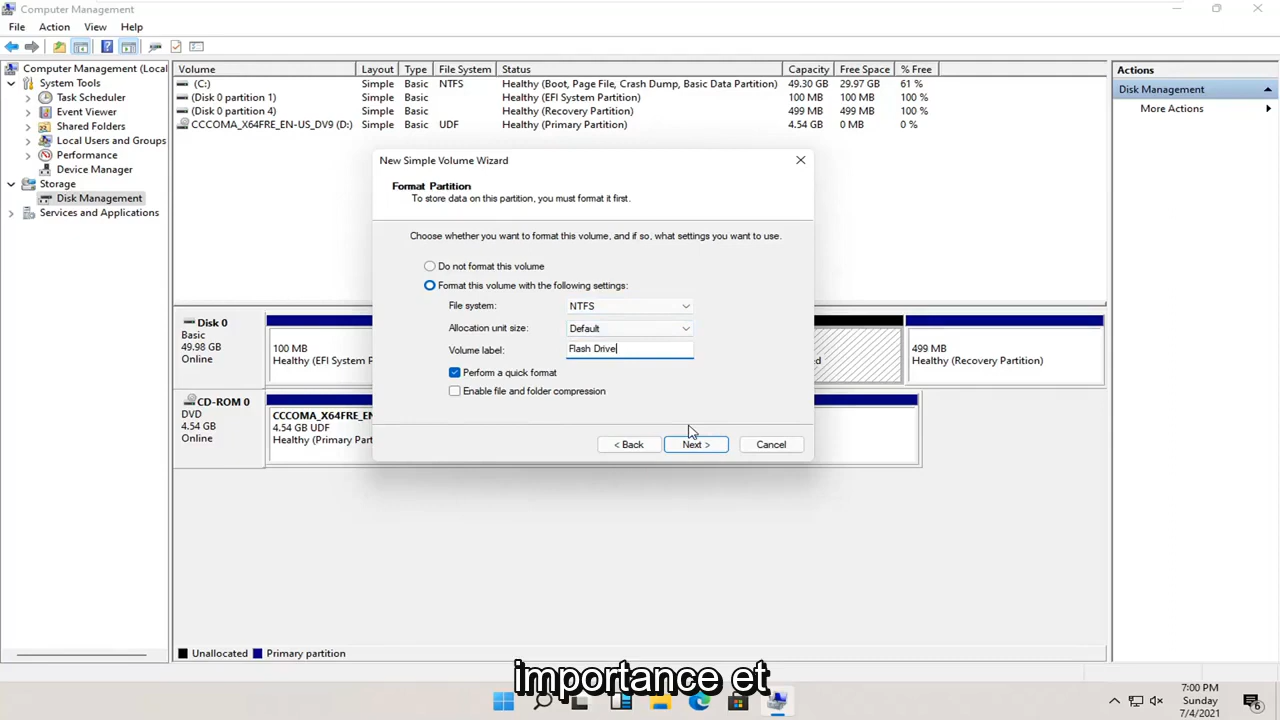 Computer Management
File Action View Help
Computer Management (Local
System Tools
Task Scheduler
Event Viewer
Shared Folders
Local Users and Groups
Performance
Device Manager
Storage
Disk Management
Services and Applications
Volume Layout Type File System Status Capacity Free Space % Free
(C:) Simple Basic NTFS Healthy (Boot, Page File, Crash Dump, Basic Data Partition) 49.30 GB 29.97 GB 61 %
(Disk 0 partition 1) Simple Basic Healthy (EFI System Partition) 100 MB 100 MB 100 %
(Disk 0 partition 4) Simple Basic Healthy (Recovery Partition) 499 MB 499 MB 100 %
CCCOMA_X64FRE_EN-US_DV9 (D:) Simple Basic UDF Healthy (Primary Partition) 4.54 GB 0 MB 0 %
Actions
Disk Management
More Actions
New Simple Volume Wizard
Format Partition
To store data on this partition, you must format it first.
Choose whether you want to format this volume, and if so, what settings you want to use.
Do not format this volume
Format this volume with the following settings:
File system: NTFS
Allocation unit size: Default
Volume label: Flash Drive
Perform a quick format
Enable file and folder compression
< Back Next > Cancel
Disk 0
Basic
49.98 GB
Online
100 MB
Healthy (EFI System P
d
499 MB
Healthy (Recovery Partition)
CD-ROM 0
DVD
4.54 GB
Online
CCCOMA_X64FRE_EN
4.54 GB UDF
Healthy (Primary Part
Unallocated Primary partition
importance et
7:00 PM
Sunday
7/4/2021
6